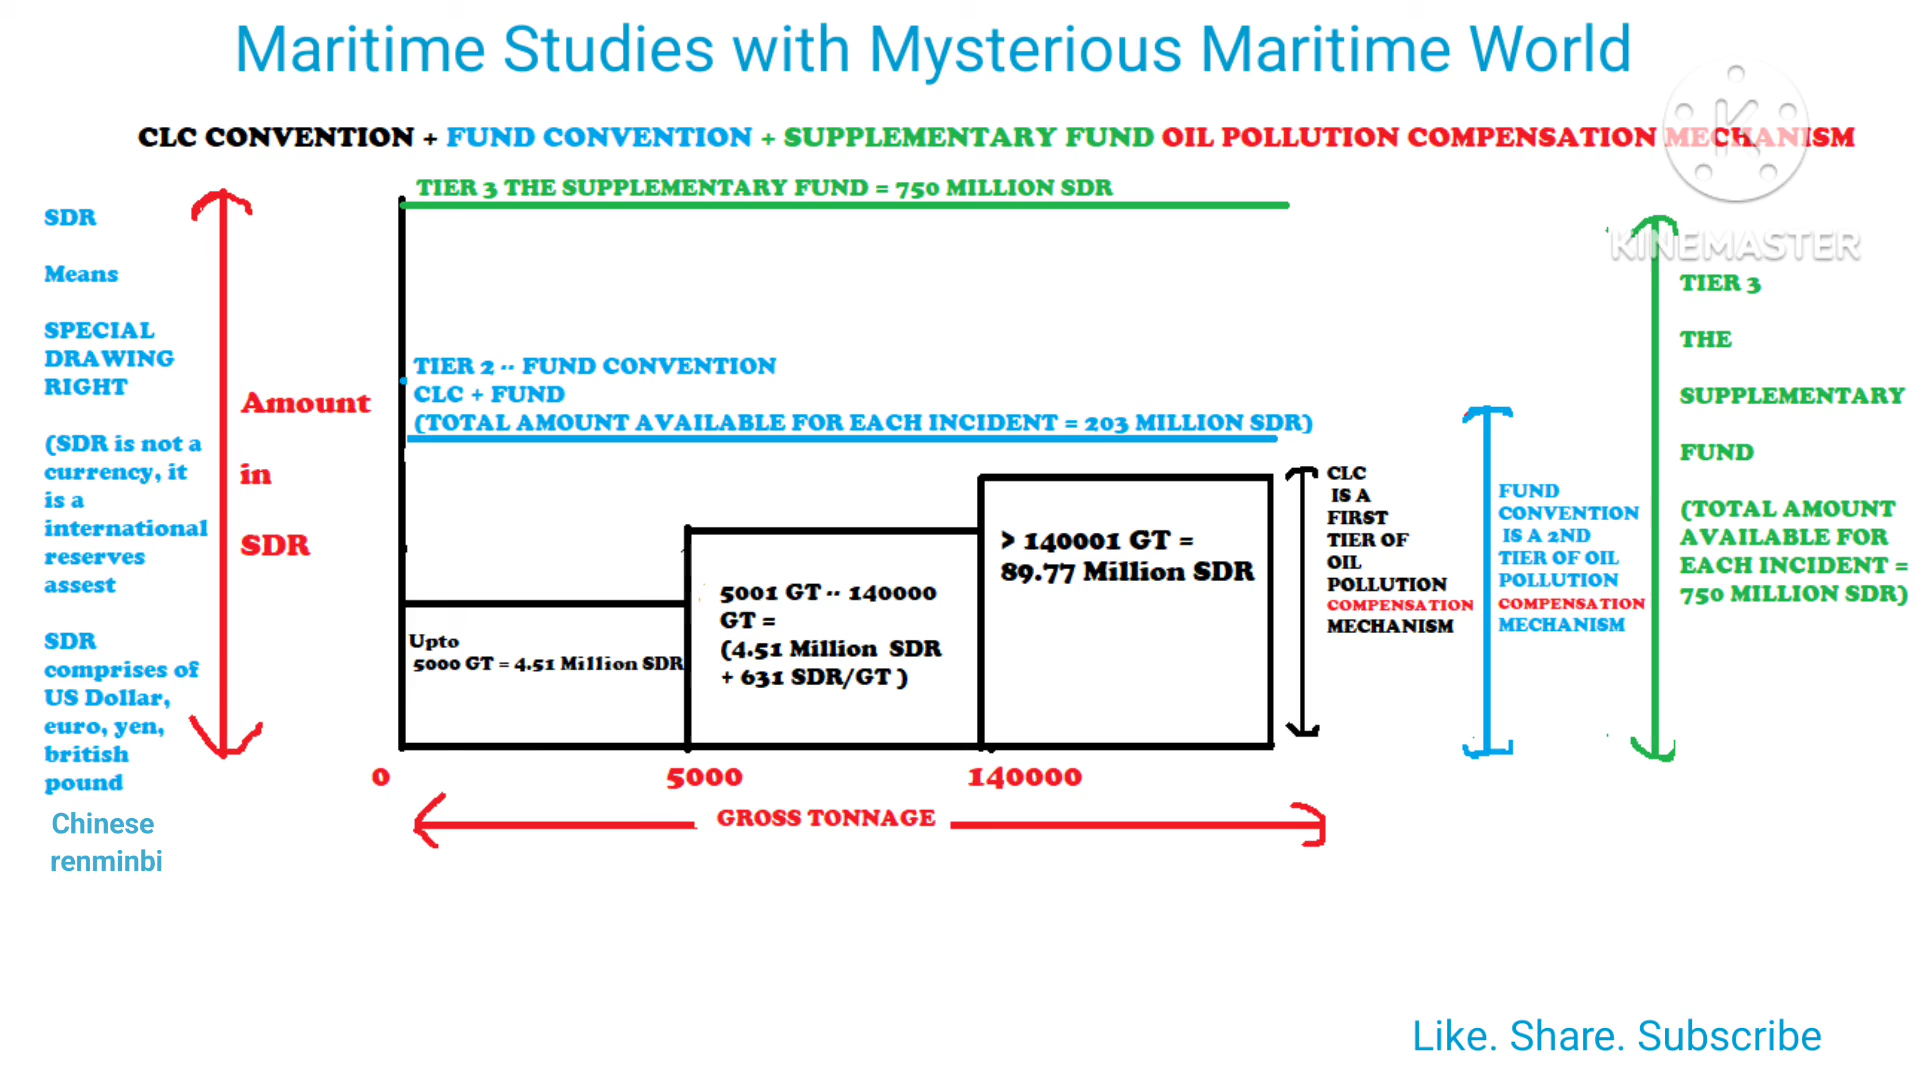 Maritime Studies with Mysterious Maritime World
CLC CONVENTION + FUND CONVENTION + SUPPLEMENTARY FUND OIL POLLUTION COMPENSATION MECHANISM
KINEMASTER
SDR
Means
SPECIAL
DRAWING
RIGHT
(SDR is not a
currency, it
is a
international
reserves
assest
SDR
comprises of
US Dollar,
euro, yen,
british
pound
Chinese
renminbi
Amount
in
SDR
TIER 3 THE SUPPLEMENTARY FUND = 750 MILLION SDR
TIER 2 -- FUND CONVENTION
CLC + FUND
(TOTAL AMOUNT AVAILABLE FOR EACH INCIDENT = 203 MILLION SDR)
Upto
5000 GT = 4.51 Million SDR
5001 GT -- 140000
GT =
(4.51 Million SDR
+ 631 SDR/GT )
> 140001 GT =
89.77 Million SDR
0
5000
140000
GROSS TONNAGE
CLC
IS A
FIRST
TIER OF
OIL
POLLUTION
COMPENSATION
MECHANISM
FUND
CONVENTION
IS A 2ND
TIER OF OIL
POLLUTION
COMPENSATION
MECHANISM
TIER 3
THE
SUPPLEMENTARY
FUND
(TOTAL AMOUNT
AVAILABLE FOR
EACH INCIDENT =
750 MILLION SDR)
Like. Share. Subscribe